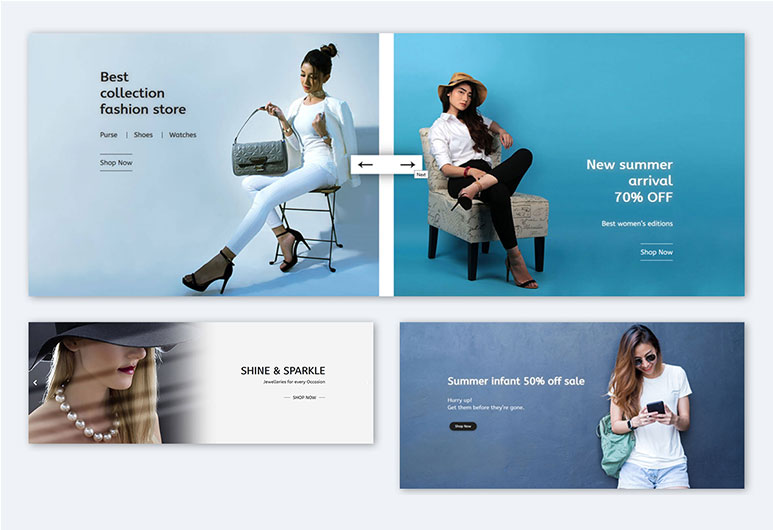 Best
collection
fashion store
Purse | Shoes | Watches
Shop Now
Next
New summer
arrival
70% OFF
Best women's editions
Shop Now
SHINE & SPARKLE
Jewelleries for every Occasion
SHOP NOW
Summer infant 50% off sale
Hurry up!
Get them before they're gone.
Shop Now